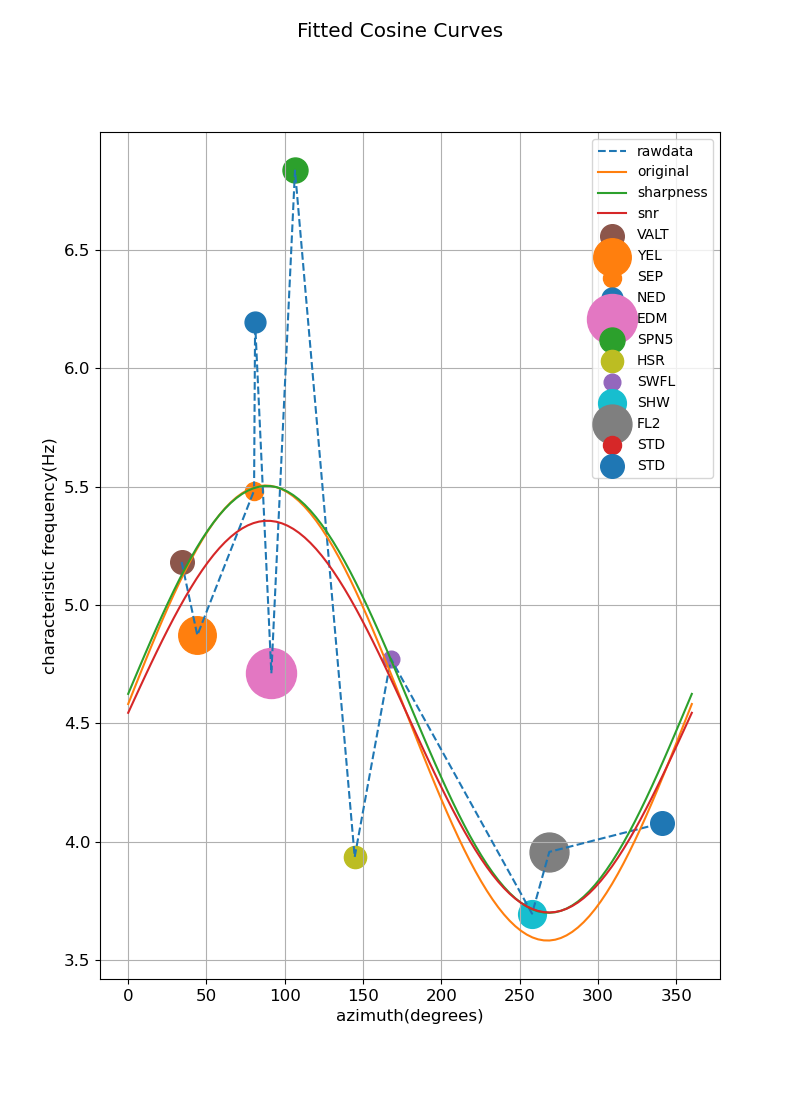 Fitted Cosine Curves
rawdata
original
sharpness
snr
VALT
YEL
SEP
NED
EDM
SPN5
HSR
SWFL
SHW
FL2
STD
STD
6.5
6.0
5.5
5.0
4.5
4.0
3.5
characteristic frequency(Hz)
0 50 100 150 200 250 300 350
azimuth(degrees)